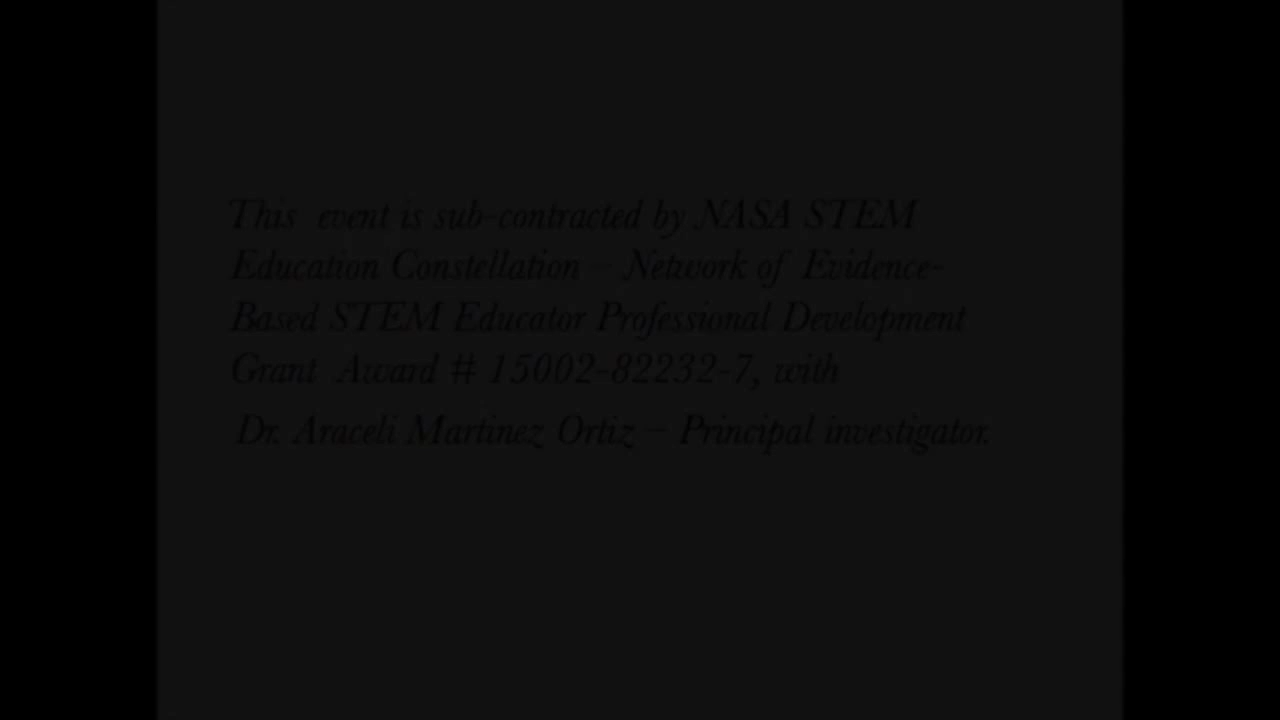 This event is sub-contracted by NASA STEM
Education Constellation – Network of Evidence-
Based STEM Educator Professional Development
Grant Award # 15002-82232-7, with
Dr. Araceli Martinez Ortiz – Principal investigator.